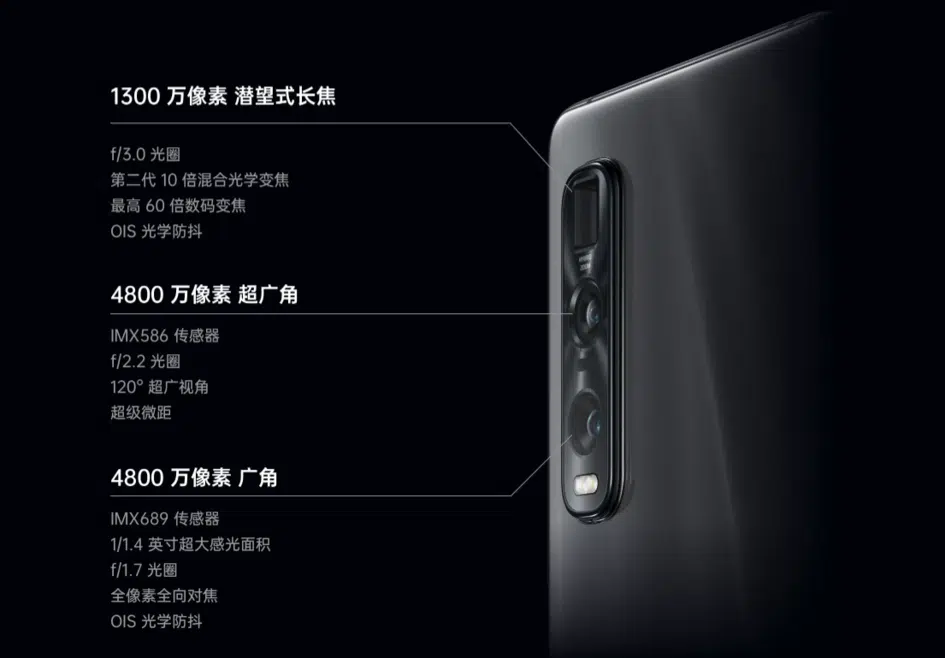 1300 万像素 潜望式长焦
f/3.0 光圈
第二代 10 倍混合光学变焦
最高 60 倍数码变焦
OIS 光学防抖
4800 万像素 超广角
IMX586 传感器
f/2.2 光圈
120° 超广视角
超级微距
4800 万像素 广角
IMX689 传感器
1/1.4 英寸超大感光面积
f/1.7 光圈
全像素全向对焦
OIS 光学防抖